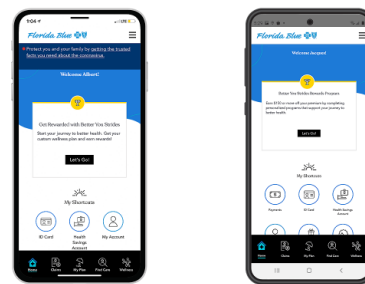 9:04
LTE
Florida Blue
Protect you and your family by getting the trusted
facts you need about the coronavirus.
Welcome Albert!
Get Rewarded with Better You Strides
Start your journey to better health. Get your
custom wellness plan and earn rewards!
Let's Go!
My Shortcuts
ID Card
Health
Savings
Account
My Account
Home
Claims
My Plan
Find Care
Wellness
Florida Blue
Welcome
Better You Strides Rewards Program
Earn $150 or more off your premium by completing
personalized programs that support your journey to
better health.
Let's Go!
My Shortcuts
Payments
ID Card
Health Savings
Account
Home
Claims
My Plan
Find Care
Wellness